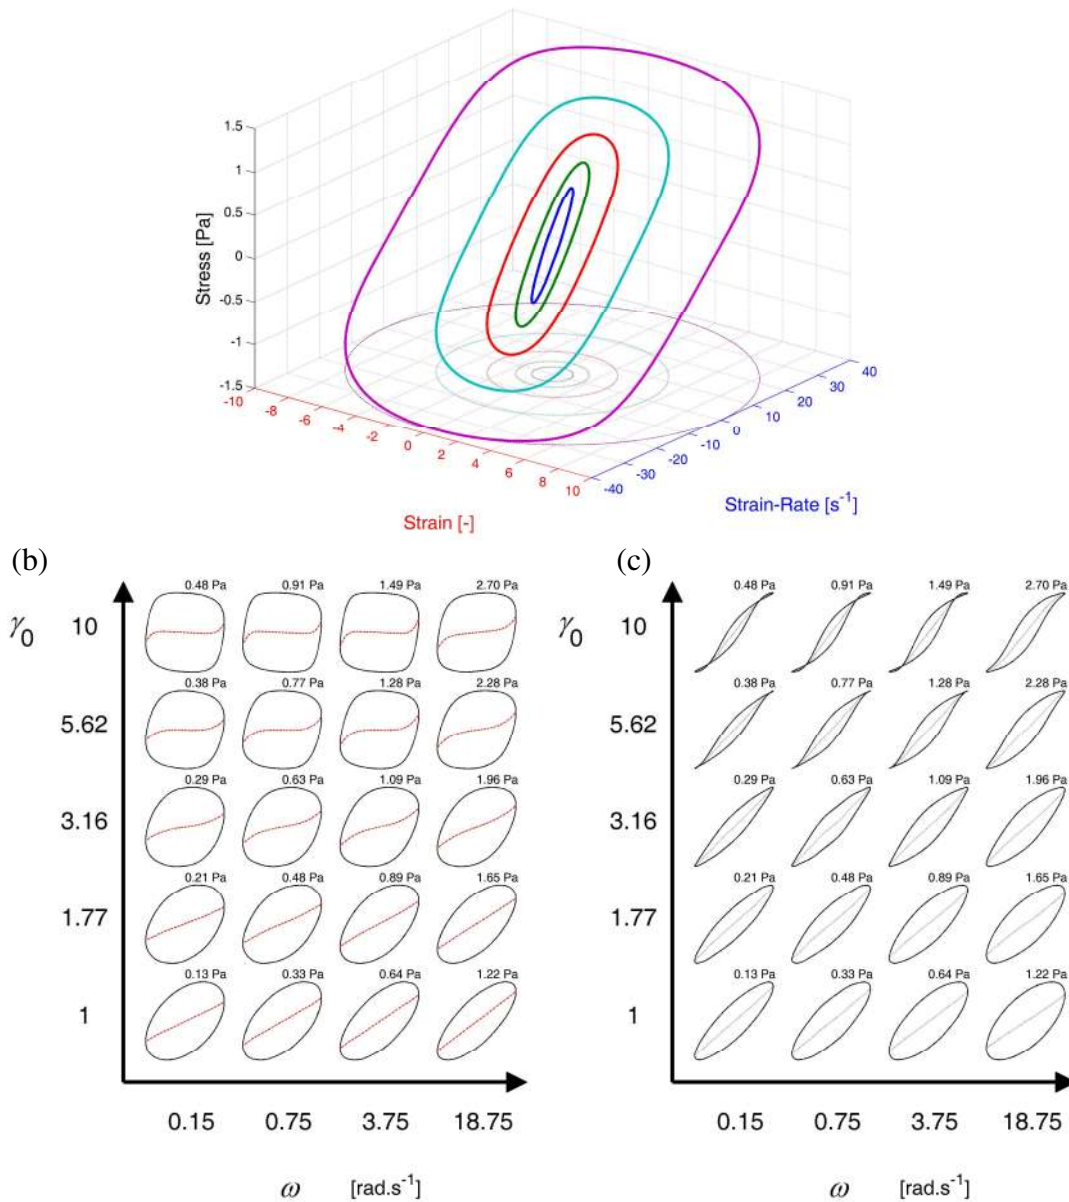 1.5
1
0.5
0
-0.5
-1
-1.5
Stress [Pa]
-10 -8 -6 -4 -2 0 2 4 6 8 10
Strain [-]
-40 -30 -20 -10 0 10 20 30 40
Strain-Rate [s⁻¹]
(b)
γ₀
0.48 Pa 0.91 Pa 1.49 Pa 2.70 Pa
10
0.38 Pa 0.77 Pa 1.28 Pa 2.28 Pa
5.62
0.29 Pa 0.63 Pa 1.09 Pa 1.96 Pa
3.16
0.21 Pa 0.48 Pa 0.89 Pa 1.65 Pa
1.77
0.13 Pa 0.33 Pa 0.64 Pa 1.22 Pa
1
0.15 0.75 3.75 18.75
ω [rad.s⁻¹]
(c)
γ₀
0.48 Pa 0.91 Pa 1.49 Pa 2.70 Pa
10
0.38 Pa 0.77 Pa 1.28 Pa 2.28 Pa
5.62
0.29 Pa 0.63 Pa 1.09 Pa 1.96 Pa
3.16
0.21 Pa 0.48 Pa 0.89 Pa 1.65 Pa
1.77
0.13 Pa 0.33 Pa 0.64 Pa 1.22 Pa
1
0.15 0.75 3.75 18.75
ω [rad.s⁻¹]